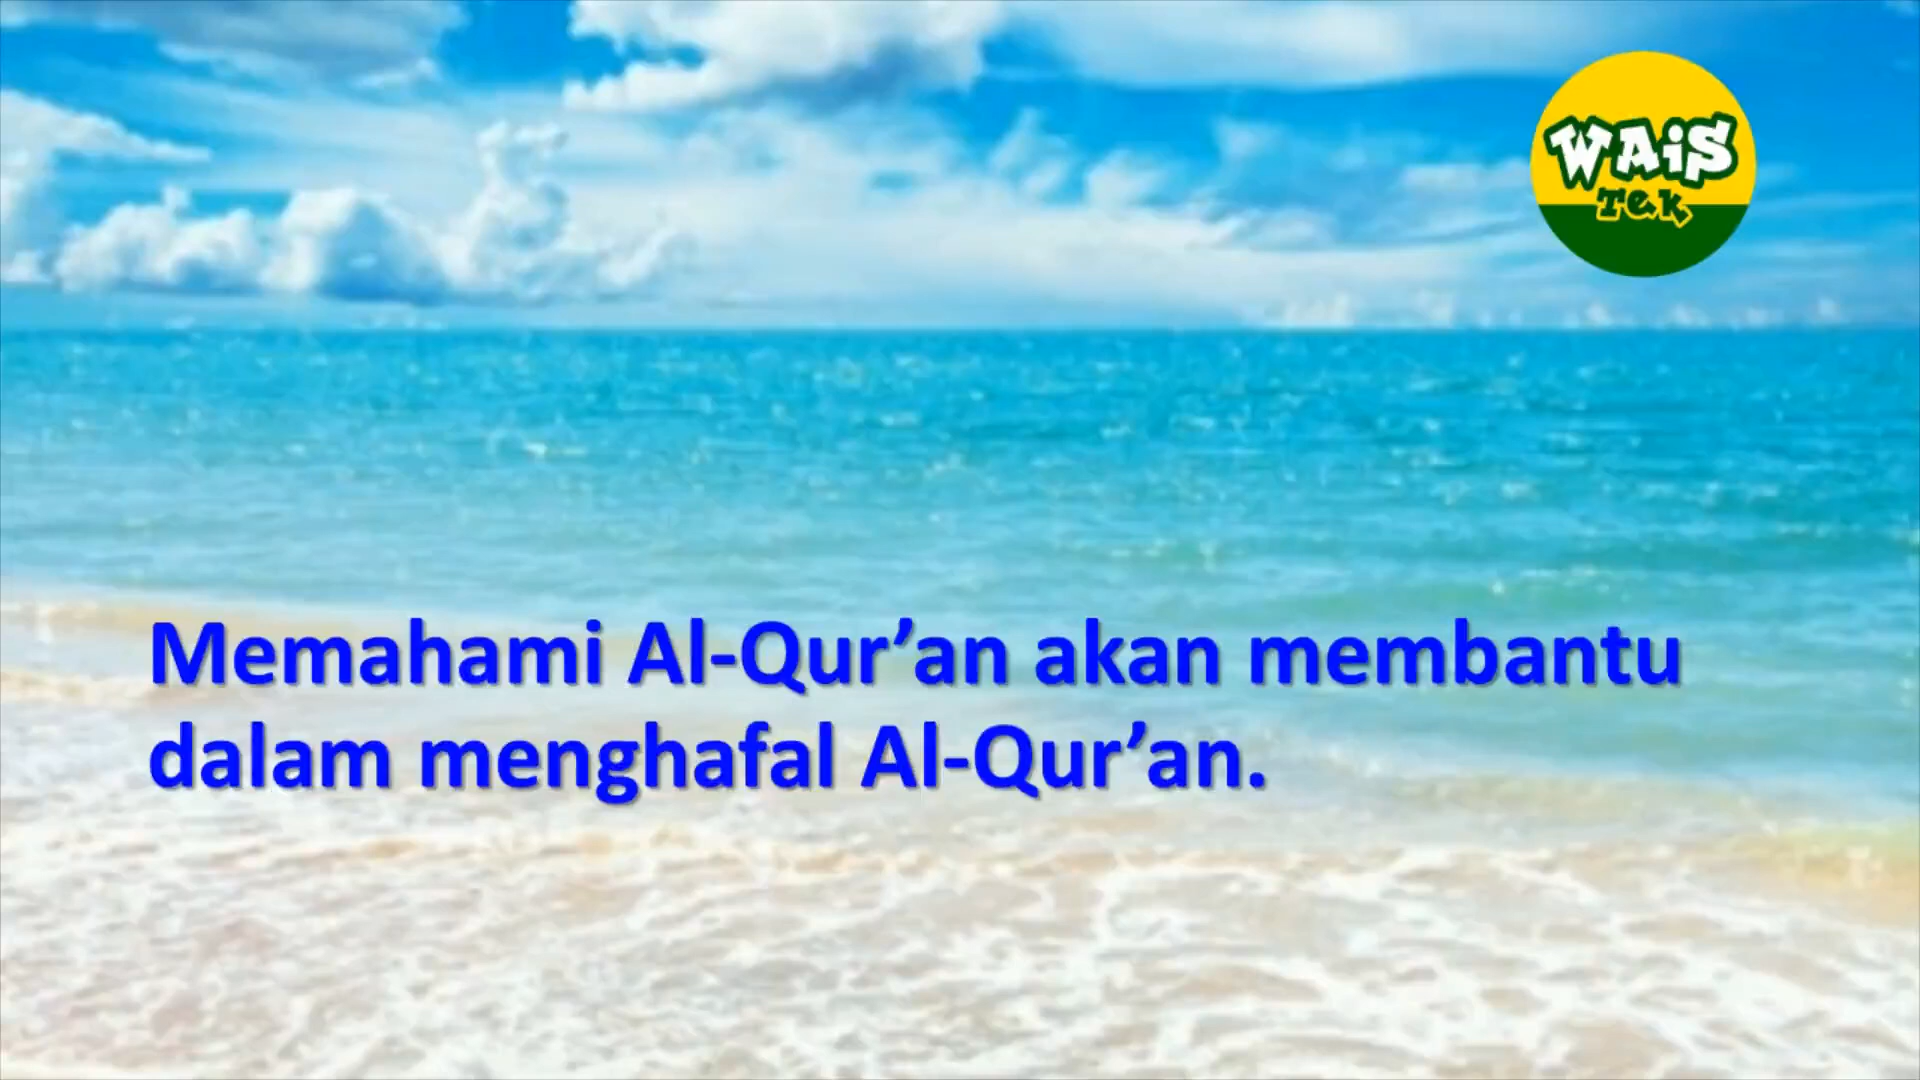 WAiS
Tek
Memahami Al-Qur’an akan membantu
dalam menghafal Al-Qur’an.